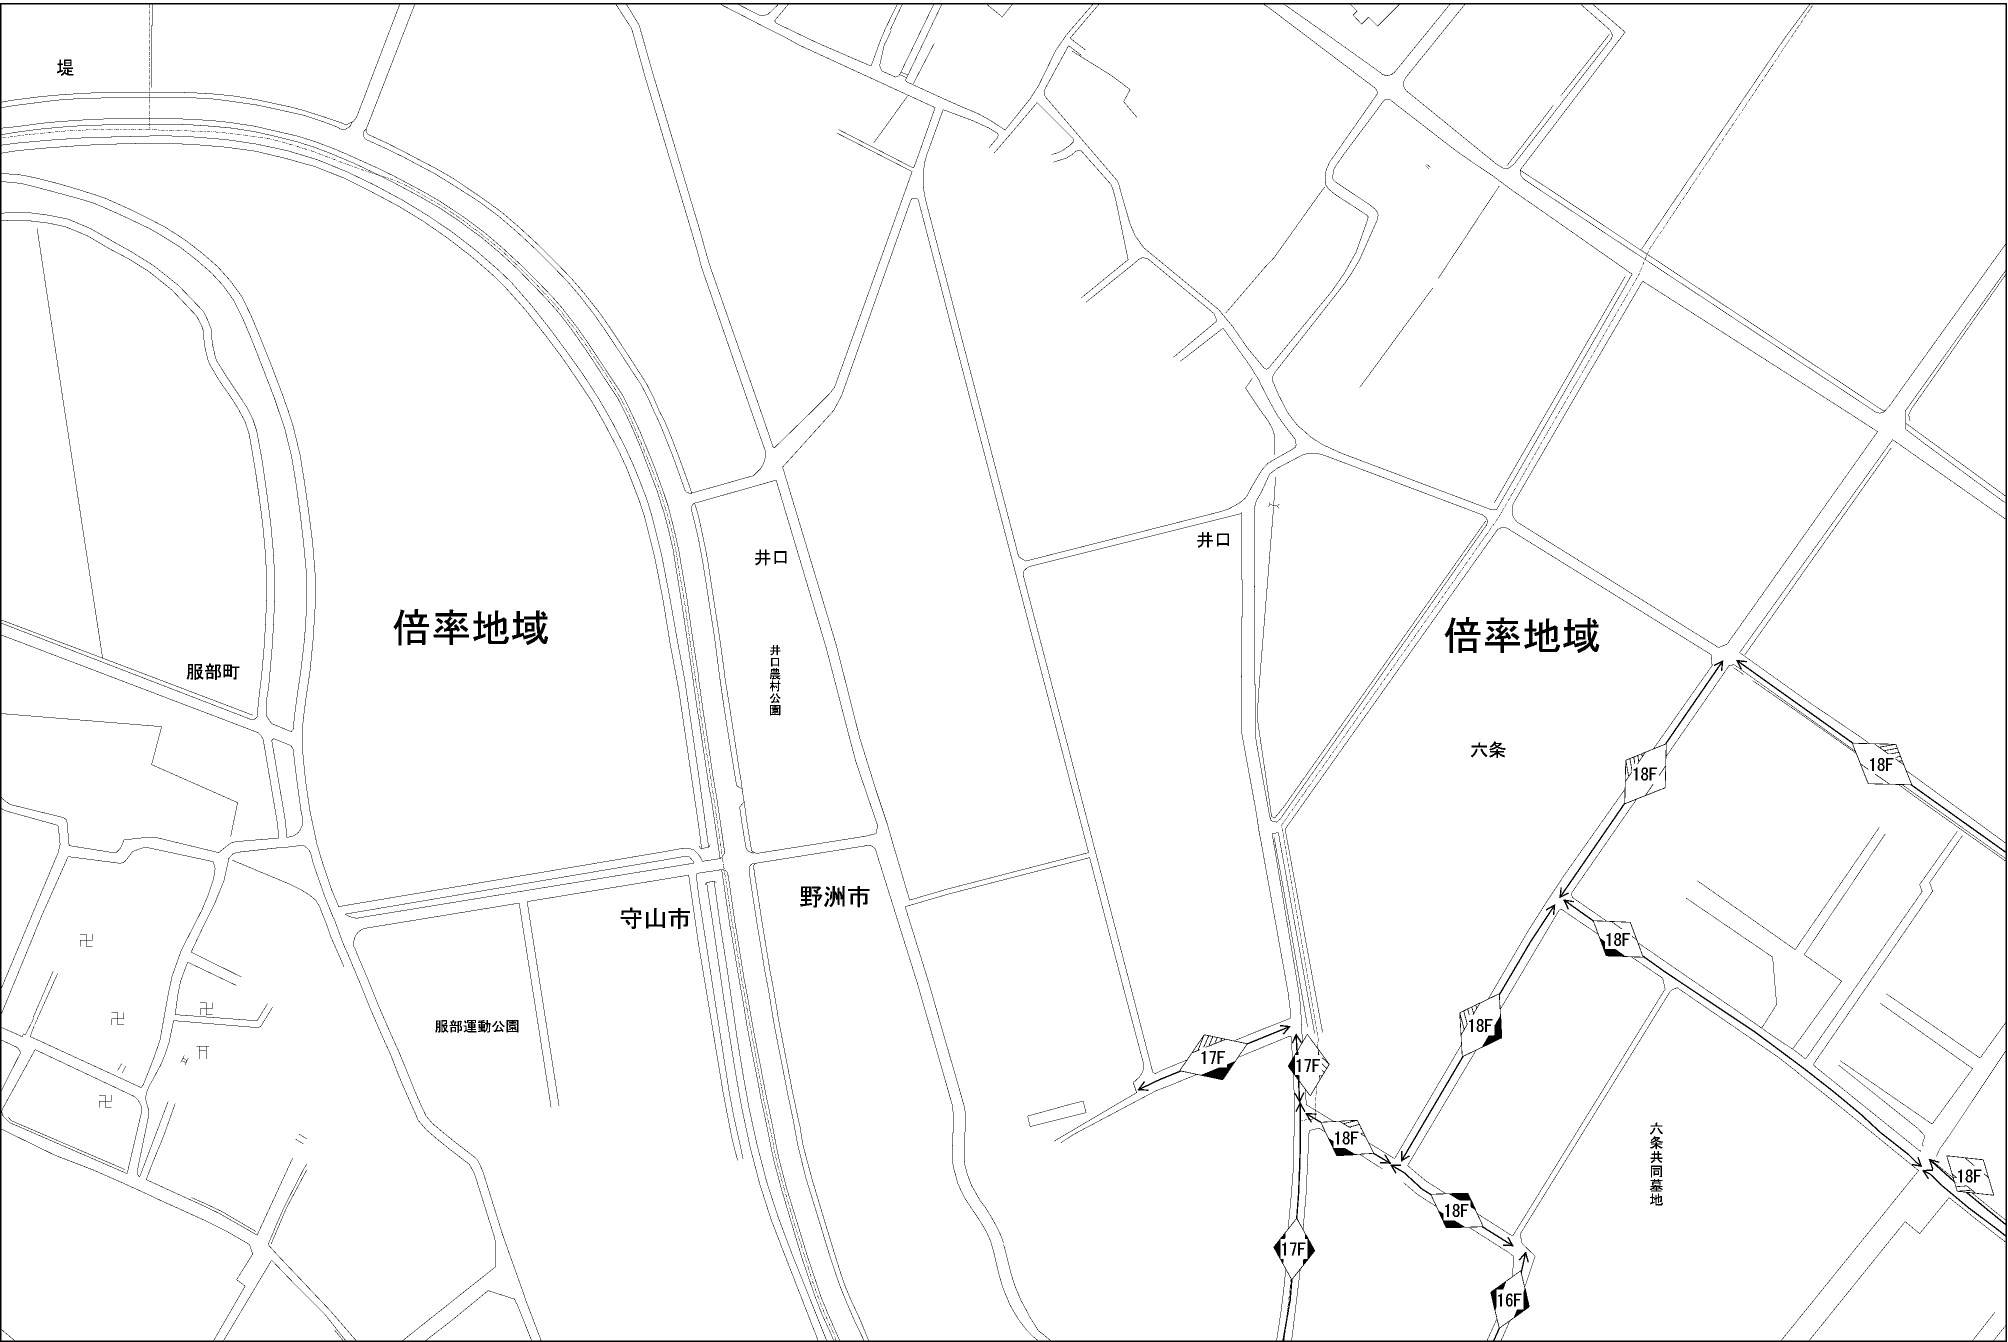 堤
井口
井口
倍率地域
倍率地域
井口農村公園
服部町
六条
18F
18F
野洲市
守山市
18F
服部運動公園
18F
17F
17F
18F
六条共同墓地
18F
18F
17F
16F